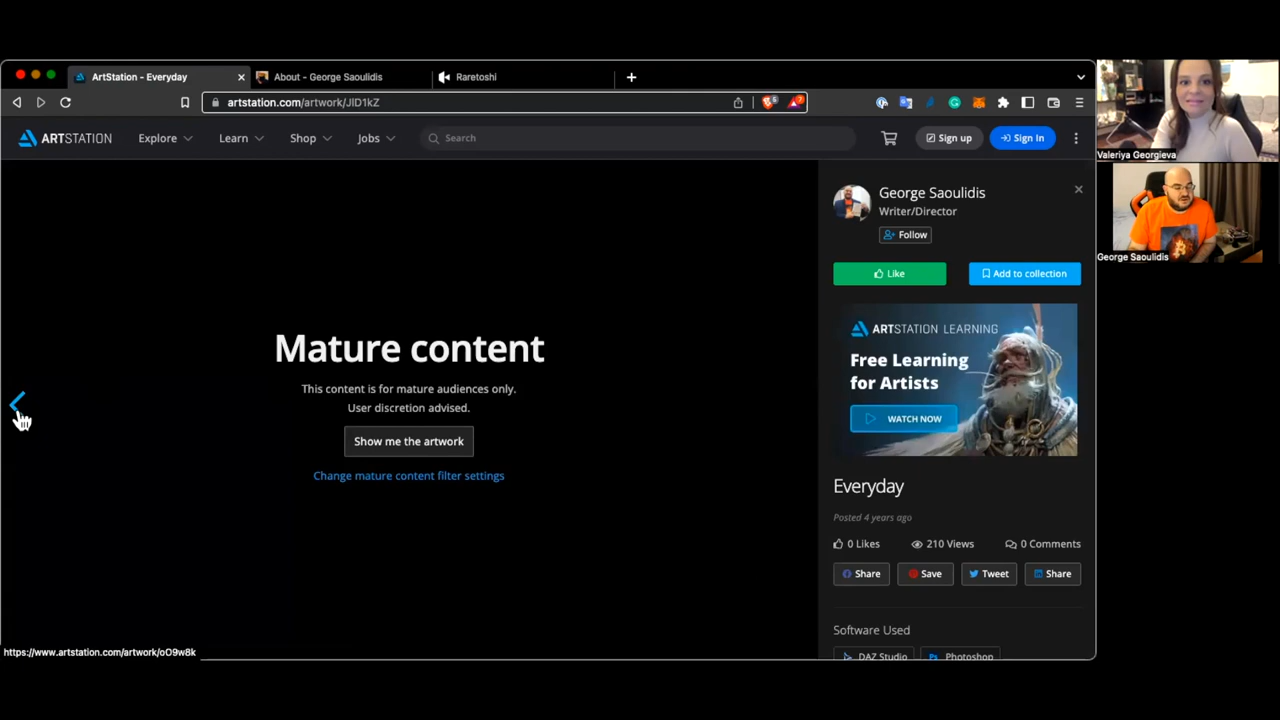 ArtStation - Everyday
About - George Saoulidis
Raretoshi
artstation.com/artwork/JlD1kZ
ARTSTATION
Explore
Learn
Shop
Jobs
Search
Sign up
Sign In
Mature content
This content is for mature audiences only.
User discretion advised.
Show me the artwork
Change mature content filter settings
https://www.artstation.com/artwork/oO9w8k
George Saoulidis
Writer/Director
Follow
Like
Add to collection
ARTSTATION LEARNING
Free Learning
for Artists
WATCH NOW
Everyday
Posted 4 years ago
0 Likes
210 Views
0 Comments
Share
Save
Tweet
Share
Software Used
DAZ Studio
Photoshop
Valeriya Georgieva
George Saoulidis